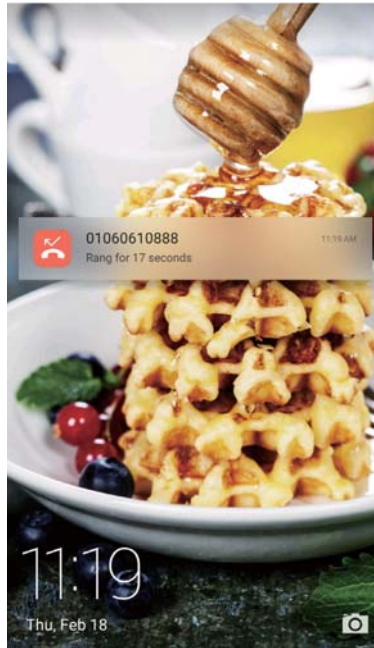 01060610888
11:19 AM
Rang for 17 seconds
11:19
Thu, Feb 18